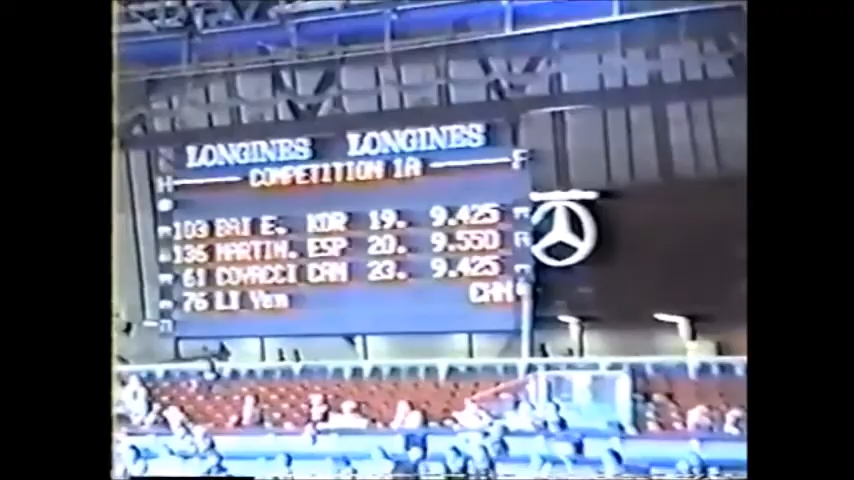 LONGINES LONGINES
COMPETITION 1A
103 BAI E. KOR 19. 9.425
136 MARTIN. ESP 20. 9.550
61 COVACCI CAN 23. 9.425
76 LI Yen CHN